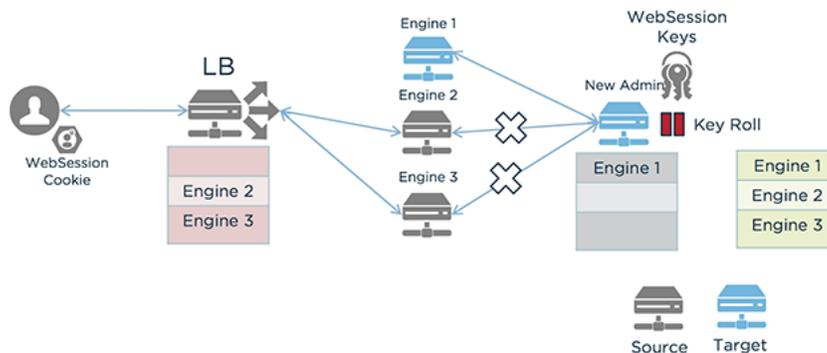 Engine 1
WebSession
Keys
LB
Engine 2
New Admin
Key Roll
WebSession
Cookie
Engine 3
Engine 2
Engine 3
Engine 1
Engine 1
Engine 2
Engine 3
Source
Target